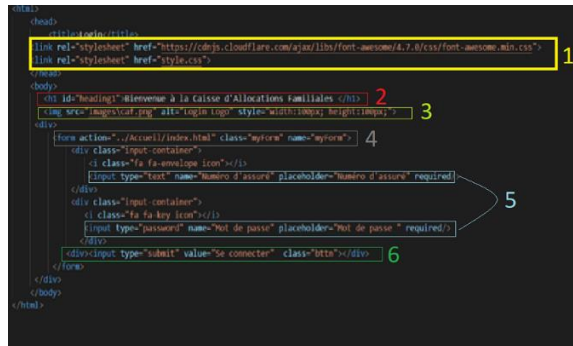 <html>
<head>
<title>Login</title>
<link rel="stylesheet" href="https://cdnjs.cloudflare.com/ajax/libs/font-awesome/4.7.0/css/font-awesome.min.css">
<link rel="stylesheet" href="style.css">
1
</head>
<body>
<h1 id="heading1">Bienvenue à la Caisse d'Allocations Familiales </h1>
2
<img src="images\caf.png" alt="Login Logo" style="width:100px; height:100px;">
3
<div>
<form action="../Accueil/index.html" class="myForm" name="myForm">
4
<div class="input-container">
<i class="fa fa-envelope icon"></i>
<input type="text" name="Numéro d'assuré" placeholder="Numéro d'assuré" required/
</div>
5
<div class="input-container">
<i class="fa fa-key icon"></i>
<input type="password" name="Mot de passe" placeholder="Mot de passe " required/>
</div>
<div><input type="submit" value="Se connecter" class="bttn"></div>
6
</form>
</div>
</body>
</html>